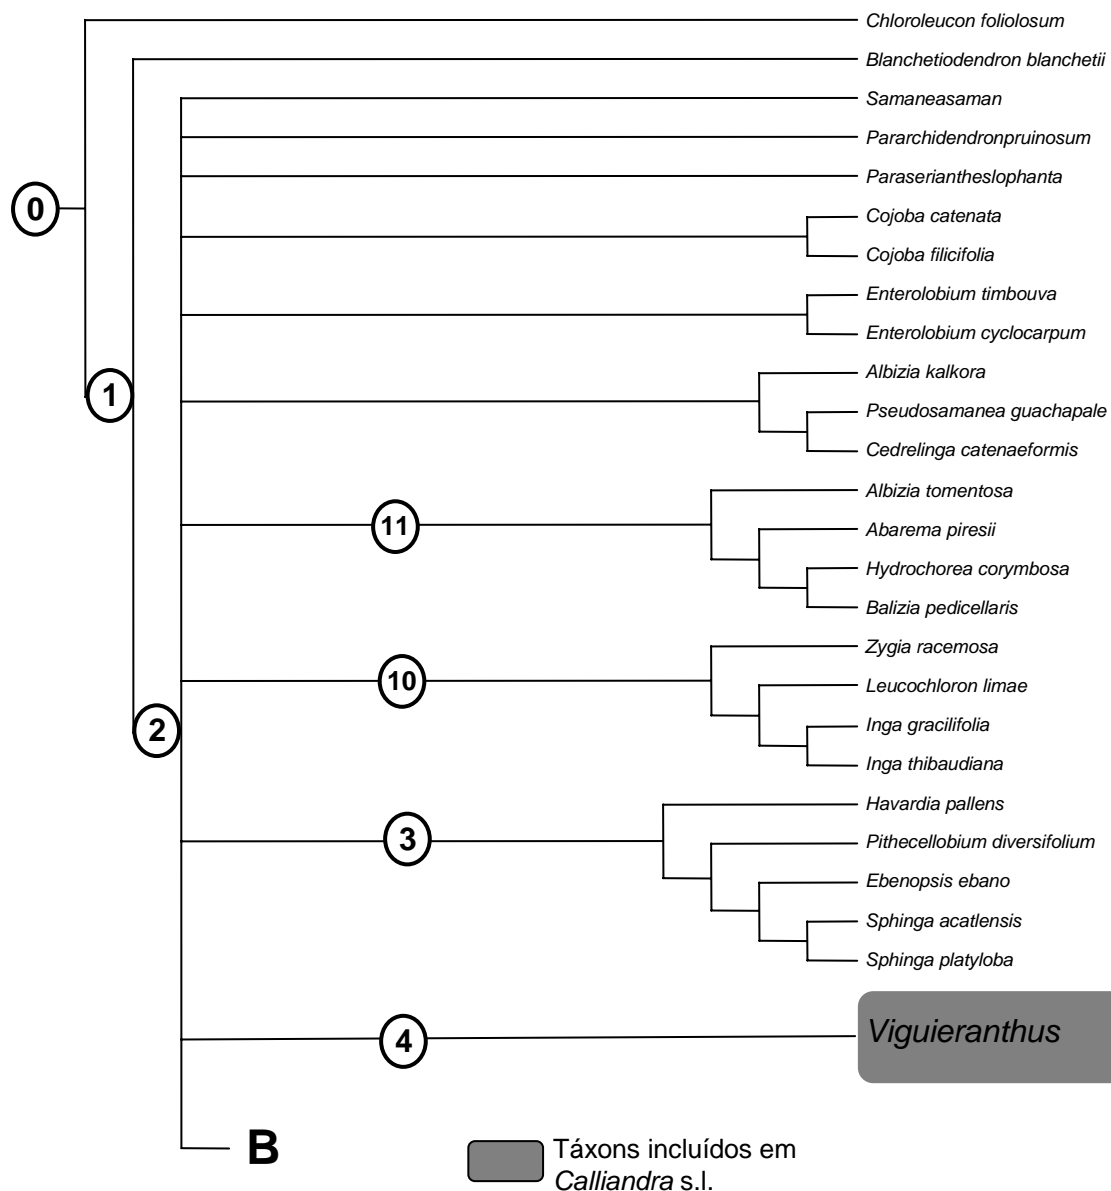 Chloroleucon foliolosum
Blanchetiodendron blanchetii
Samaneasaman
Pararchidendronpruinosum
Paraseriantheslophanta
0
Cojoba catenata
Cojoba filicifolia
Enterolobium timbouva
Enterolobium cyclocarpum
Albizia kalkora
1
Pseudosamanea guachapale
Cedrelinga catenaeformis
Albizia tomentosa
11
Abarema piresii
Hydrochorea corymbosa
Balizia pedicellaris
Zygia racemosa
10
Leucochloron limae
Inga gracilifolia
2
Inga thibaudiana
Havardia pallens
3
Pithecellobium diversifolium
Ebenopsis ebano
Sphinga acatlensis
Sphinga platyloba
4
Viguieranthus
B
Táxons incluídos em
Calliandra s.l.